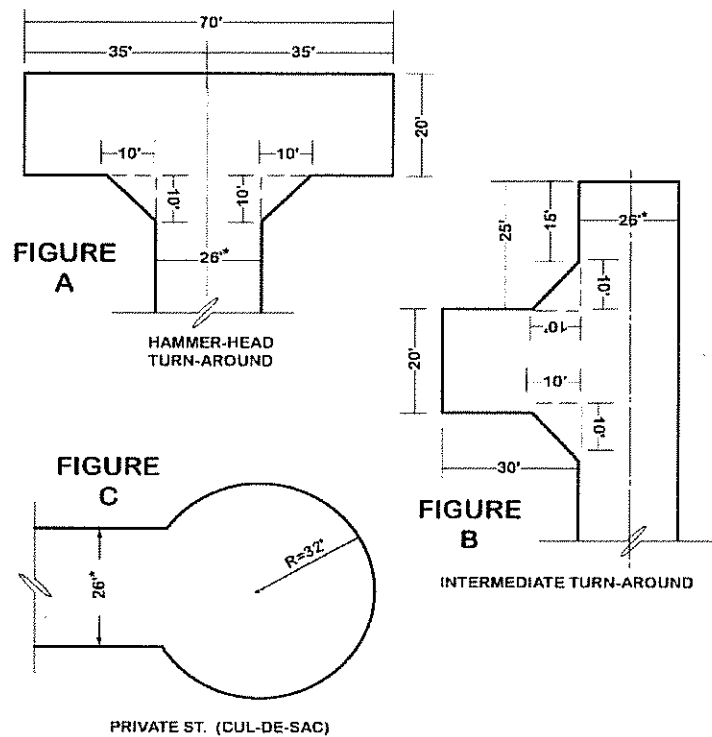 70'
35' 35'
20'
10' 10'
10' 10'
26'*
FIGURE
A
HAMMER-HEAD
TURN-AROUND
25'
15'
26'*
10'
10'
20'
10'
10'
30'
FIGURE
B
INTERMEDIATE TURN-AROUND
FIGURE
C
26'*
R=32'
PRIVATE ST. (CUL-DE-SAC)